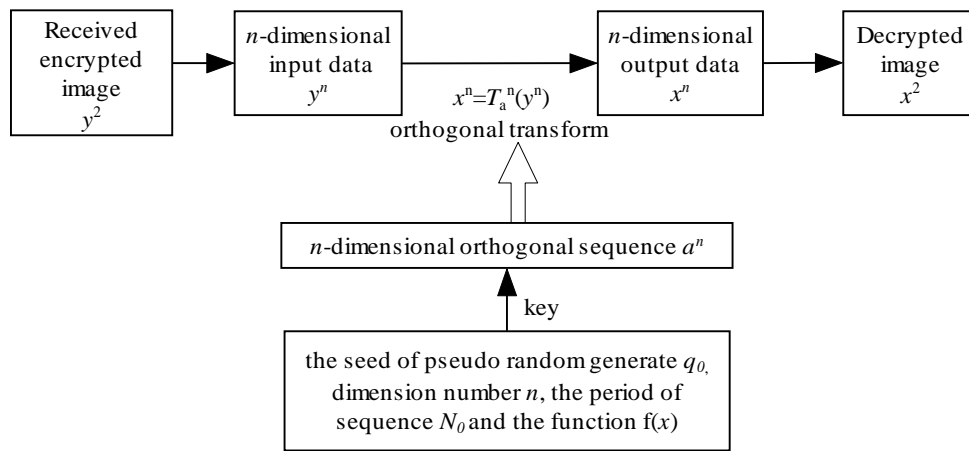 Received
encrypted
image
y²
n-dimensional
input data
yⁿ
n-dimensional
output data
xⁿ
Decrypted
image
x²
xⁿ=Tₐⁿ(yⁿ)
orthogonal transform
n-dimensional orthogonal sequence aⁿ
key
the seed of pseudo random generate q₀,
dimension number n, the period of
sequence N₀ and the function f(x)